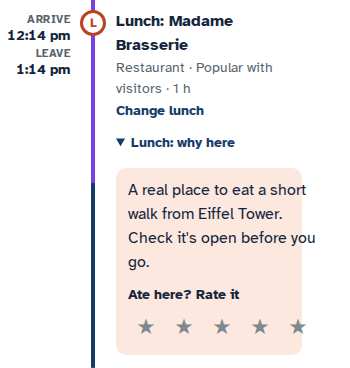 ARRIVE
12:14 pm
LEAVE
1:14 pm
L
Lunch: Madame
Brasserie
Restaurant · Popular with
visitors · 1 h
Change lunch
▼ Lunch: why here
A real place to eat a short
walk from Eiffel Tower.
Check it's open before you
go.
Ate here? Rate it
★ ★ ★ ★ ★